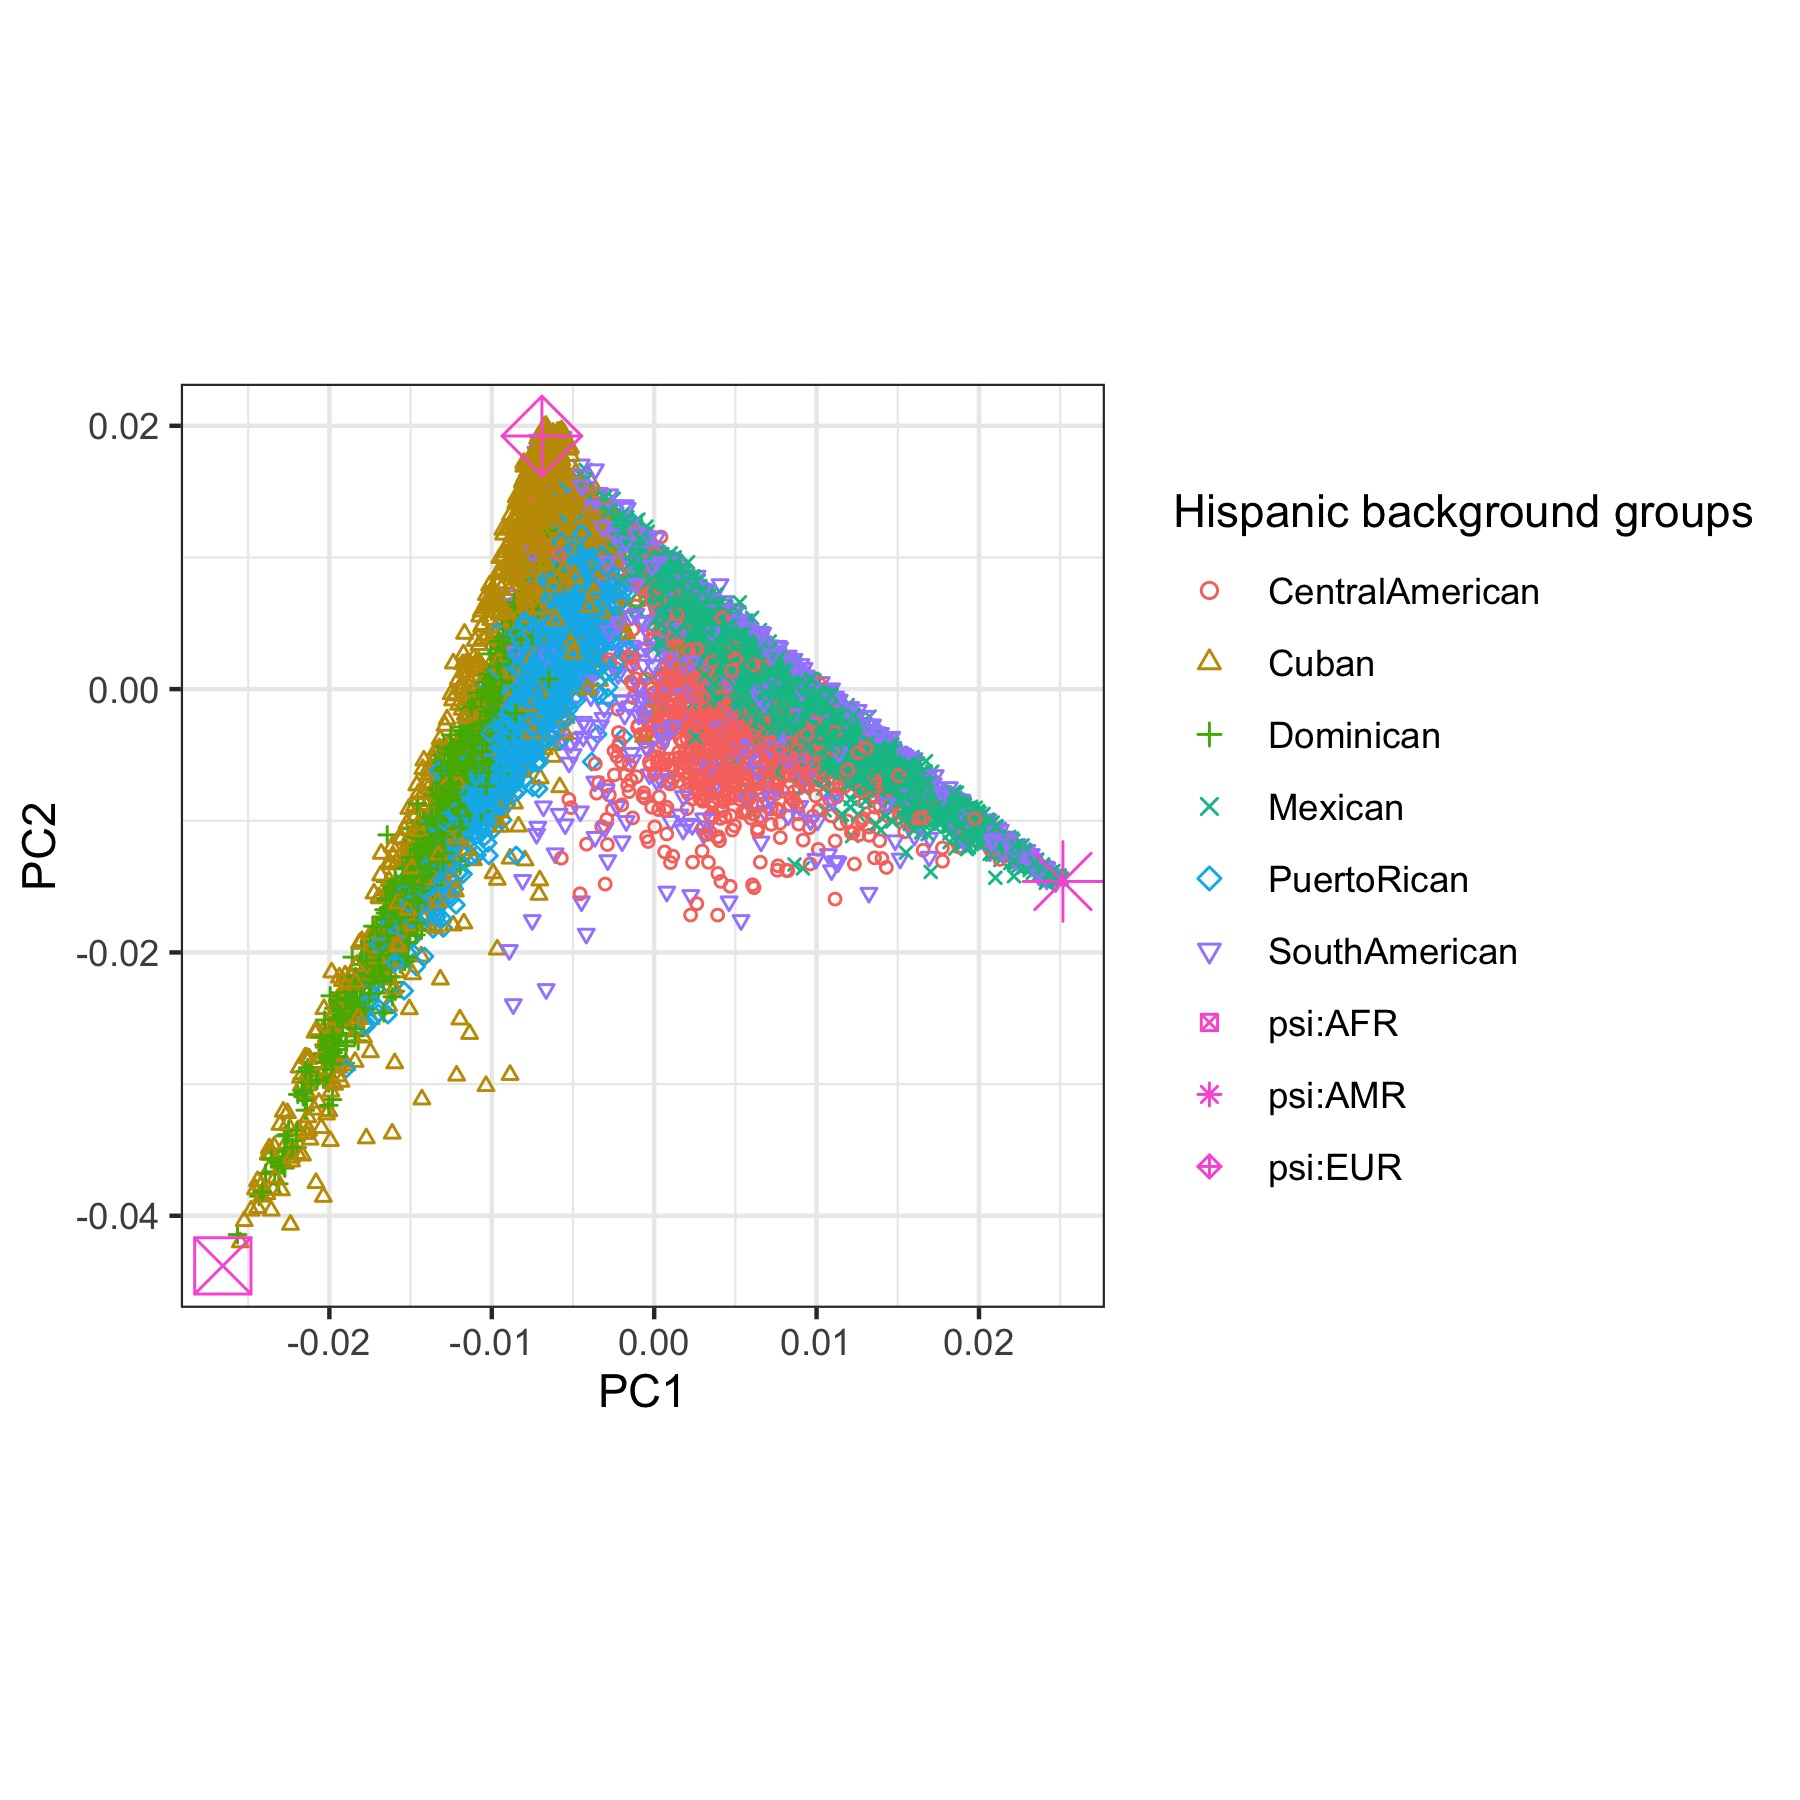 0.02
0.00
-0.02
-0.04
PC2
-0.02
-0.01
0.00
0.01
0.02
PC1
Hispanic background groups
CentralAmerican
Cuban
Dominican
Mexican
PuertoRican
SouthAmerican
psi:AFR
psi:AMR
psi:EUR